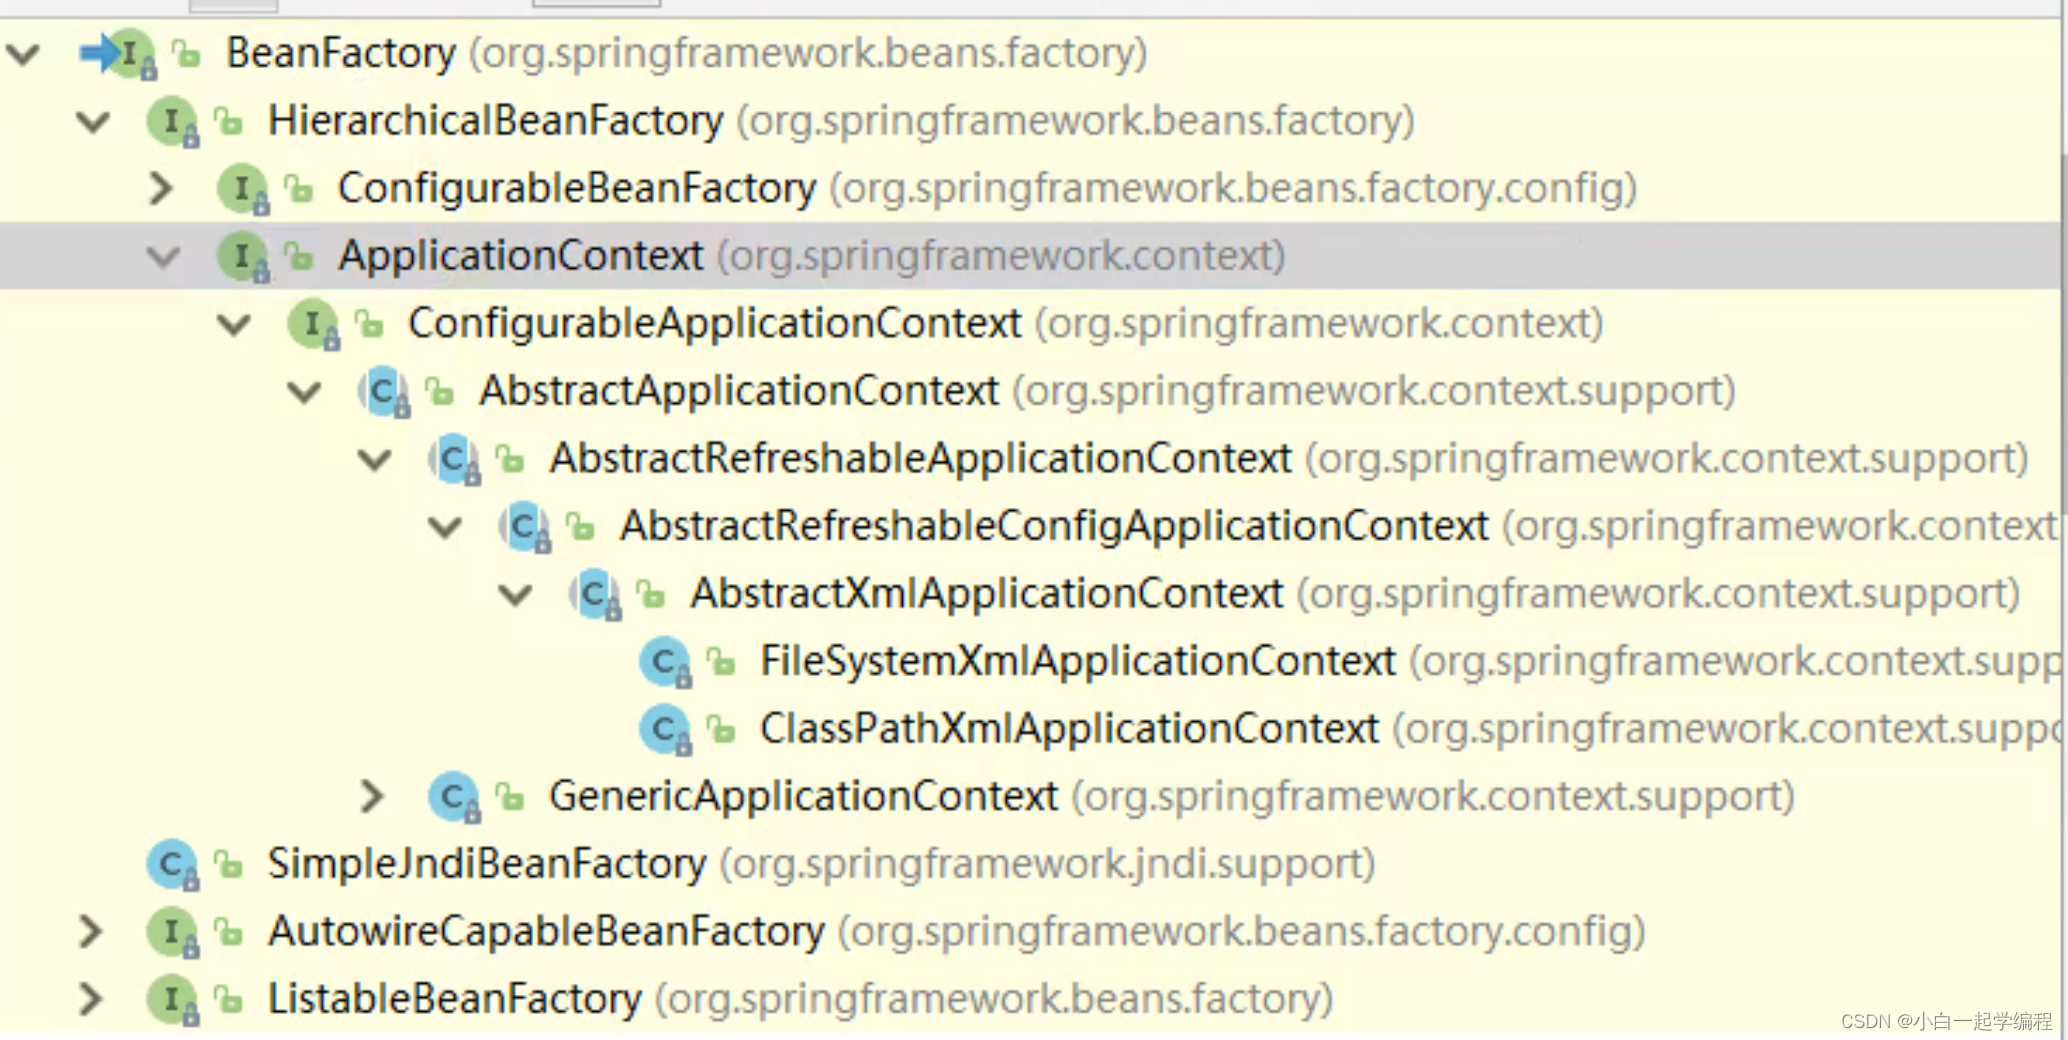 BeanFactory (org.springframework.beans.factory)
HierarchicalBeanFactory (org.springframework.beans.factory)
ConfigurableBeanFactory (org.springframework.beans.factory.config)
ApplicationContext (org.springframework.context)
ConfigurableApplicationContext (org.springframework.context)
AbstractApplicationContext (org.springframework.context.support)
AbstractRefreshableApplicationContext (org.springframework.context.support)
AbstractRefreshableConfigApplicationContext (org.springframework.context
AbstractXmlApplicationContext (org.springframework.context.support)
FileSystemXmlApplicationContext (org.springframework.context.supp
ClassPathXmlApplicationContext (org.springframework.context.suppo
GenericApplicationContext (org.springframework.context.support)
SimpleJndiBeanFactory (org.springframework.jndi.support)
AutowireCapableBeanFactory (org.springframework.beans.factory.config)
ListableBeanFactory (org.springframework.beans.factory)
CSDN @小白一起学编程